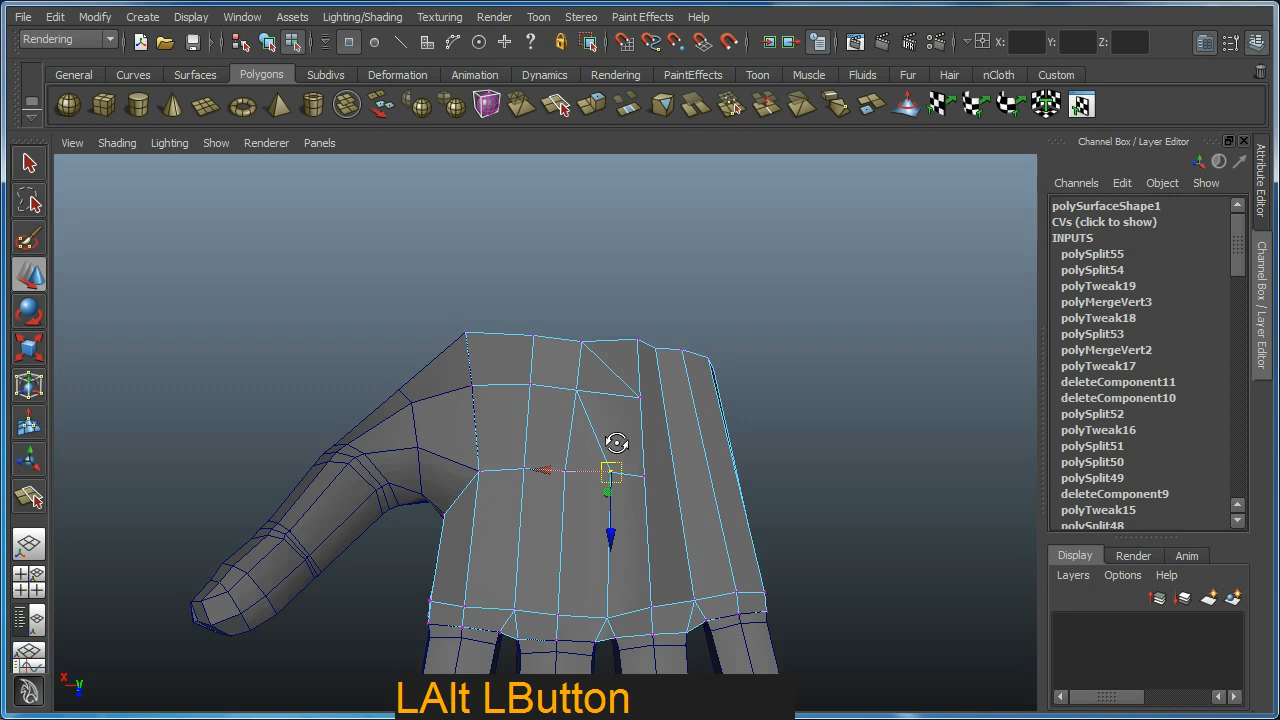 File Edit Modify Create Display Window Assets Lighting/Shading Texturing Render Toon Stereo Paint Effects Help
Rendering X: Y: Z:
General Curves Surfaces Polygons Subdivs Deformation Animation Dynamics Rendering PaintEffects Toon Muscle Fluids Fur Hair nCloth Custom
View Shading Lighting Show Renderer Panels
Channel Box / Layer Editor
Channels Edit Object Show
polySurfaceShape1
CVs (click to show)
INPUTS
polySplit55
polySplit54
polyTweak19
polyMergeVert3
polyTweak18
polySplit53
polyMergeVert2
polyTweak17
deleteComponent11
deleteComponent10
polySplit52
polyTweak16
polySplit51
polySplit50
polySplit49
deleteComponent9
polyTweak15
polySplit48
Display Render Anim
Layers Options Help
Attribute Editor
Channel Box / Layer Editor
x y z
LAlt LButton